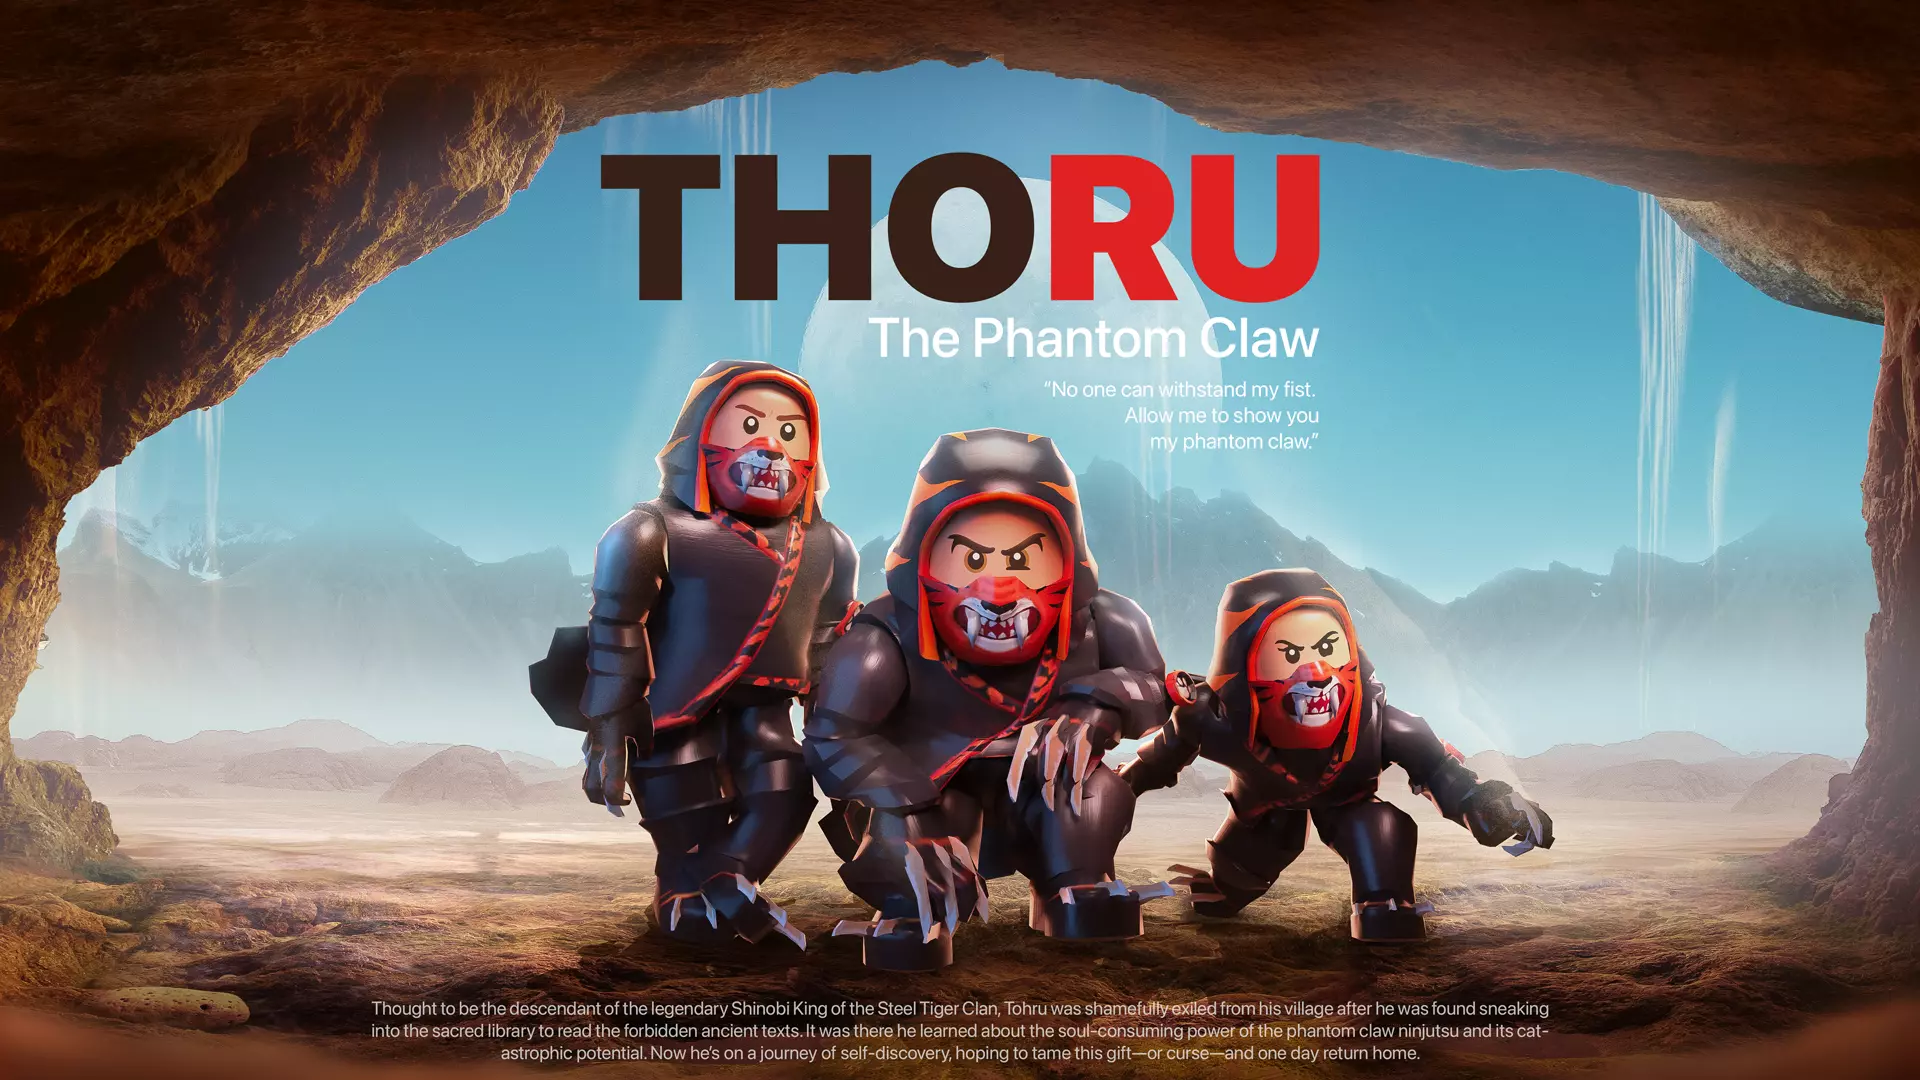 THORU
The Phantom Claw
“No one can withstand my fist.
Allow me to show you
my phantom claw.”
Thought to be the descendant of the legendary Shinobi King of the Steel Tiger Clan, Tohru was shamefully exiled from his village after he was found sneaking
into the sacred library to read the forbidden ancient texts. It was there he learned about the soul-consuming power of the phantom claw ninjutsu and its cat-
astrophic potential. Now he’s on a journey of self-discovery, hoping to tame this gift—or curse—and one day return home.